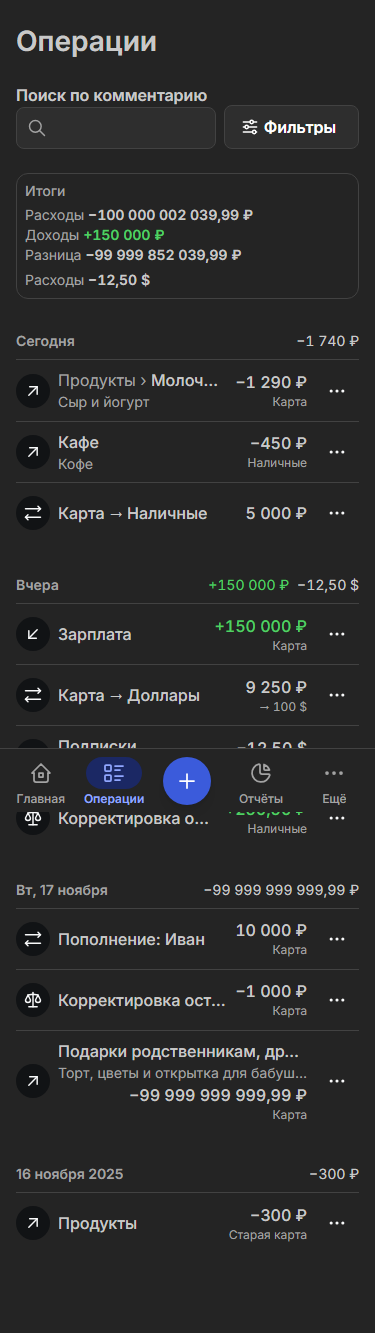 Операции
Поиск по комментарию
Фильтры
Итоги
Расходы −100 000 002 039,99 ₽
Доходы +150 000 ₽
Разница −99 999 852 039,99 ₽
Расходы −12,50 $
Сегодня −1 740 ₽
Продукты › Молоч... −1 290 ₽
Сыр и йогурт Карта
Кафе −450 ₽
Кофе Наличные
Карта → Наличные 5 000 ₽
Вчера +150 000 ₽ −12,50 $
Зарплата +150 000 ₽
Карта
Карта → Доллары 9 250 ₽
→ 100 $
Подписки −12,50 $
Главная Операции Отчёты Ещё
Корректировка о...
Наличные
Вт, 17 ноября −99 999 999 999,99 ₽
Пополнение: Иван 10 000 ₽
Карта
Корректировка ост... −1 000 ₽
Карта
Подарки родственникам, др...
Торт, цветы и открытка для бабуш...
−99 999 999 999,99 ₽
Карта
16 ноября 2025 −300 ₽
Продукты −300 ₽
Старая карта